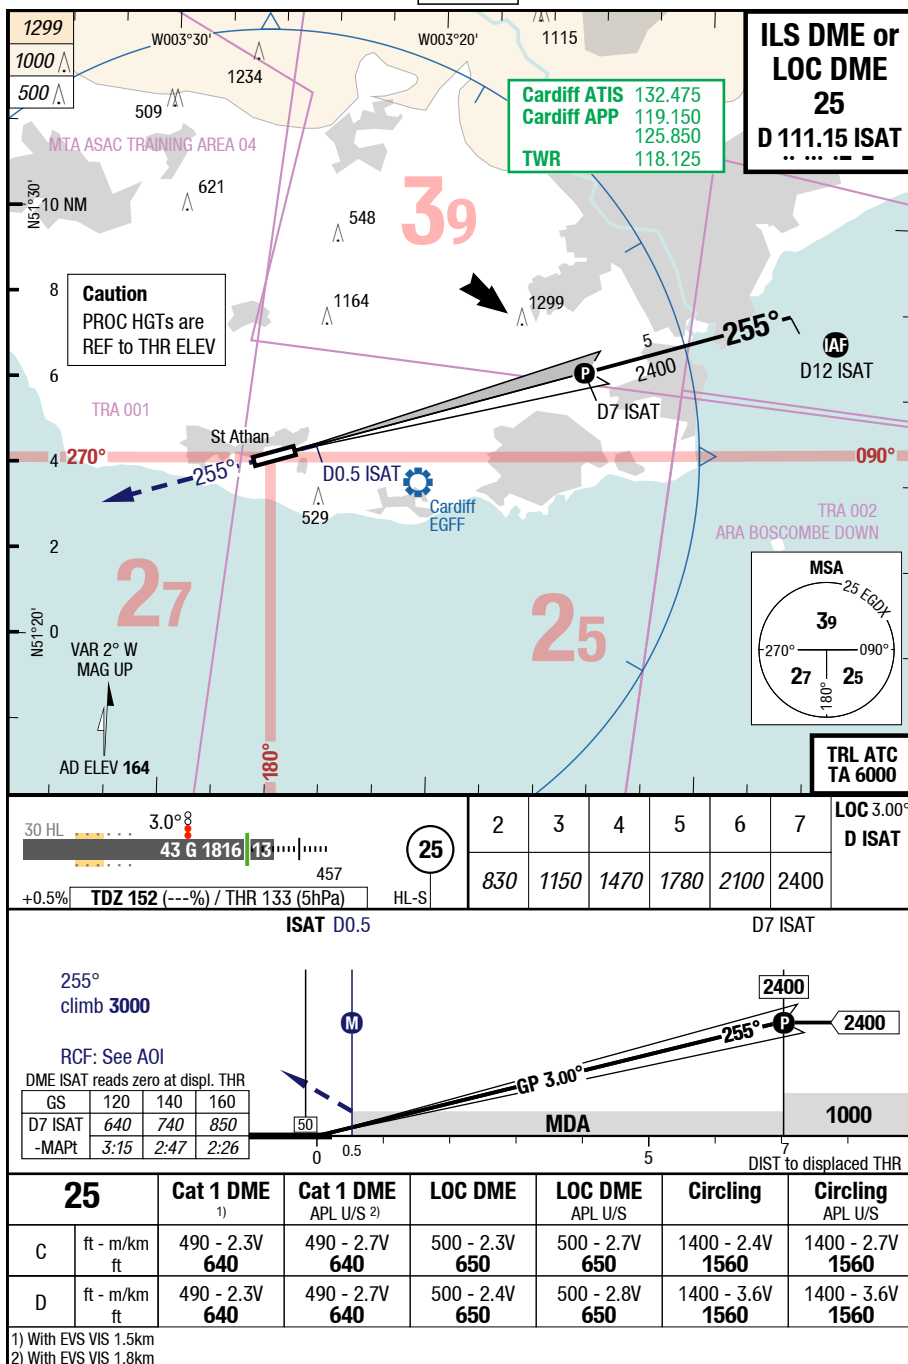 1299
1000
500
W003°30'
W003°20'
1115
1234
509
ILS DME or
LOC DME
25
D 111.15 ISAT
Cardiff ATIS 132.475
Cardiff APP 119.150
125.850
TWR 118.125
MTA ASAC TRAINING AREA 04
N51°30'
10 NM
621
548
39
Caution
PROC HGTs are
REF to THR ELEV
8
1164
1299
5
2400
255°
IAF
D12 ISAT
6
P
D7 ISAT
TRA 001
St Athan
4
270°
255°
D0.5 ISAT
090°
529
Cardiff
EGFF
TRA 002
ARA BOSCOMBE DOWN
2
27
25
MSA
25 EGDX
39
270°
090°
27
25
180°
N51°20'
0
VAR 2° W
MAG UP
AD ELEV 164
180°
TRL ATC
TA 6000
30 HL
3.0°
43 G 1816 13
457
+0.5%
TDZ 152 (---%) / THR 133 (5hPa)
HL-S
25
2 3 4 5 6 7
LOC 3.00°
D ISAT
830 1150 1470 1780 2100 2400
ISAT D0.5
D7 ISAT
255°
climb 3000
RCF: See AOI
M
2400
P
2400
255°
GP 3.00°
DME ISAT reads zero at displ. THR
GS 120 140 160
D7 ISAT 640 740 850
-MAPt 3:15 2:47 2:26
50
MDA
1000
0
0.5
5
7
DIST to displaced THR
25
Cat 1 DME 1)
Cat 1 DME APL U/S 2)
LOC DME
LOC DME APL U/S
Circling
Circling APL U/S
C ft - m/km 490 - 2.3V 490 - 2.7V 500 - 2.3V 500 - 2.7V 1400 - 2.4V 1400 - 2.7V
ft 640 640 650 650 1560 1560
D ft - m/km 490 - 2.3V 490 - 2.7V 500 - 2.4V 500 - 2.8V 1400 - 3.6V 1400 - 3.6V
ft 640 640 650 650 1560 1560
1) With EVS VIS 1.5km
2) With EVS VIS 1.8km